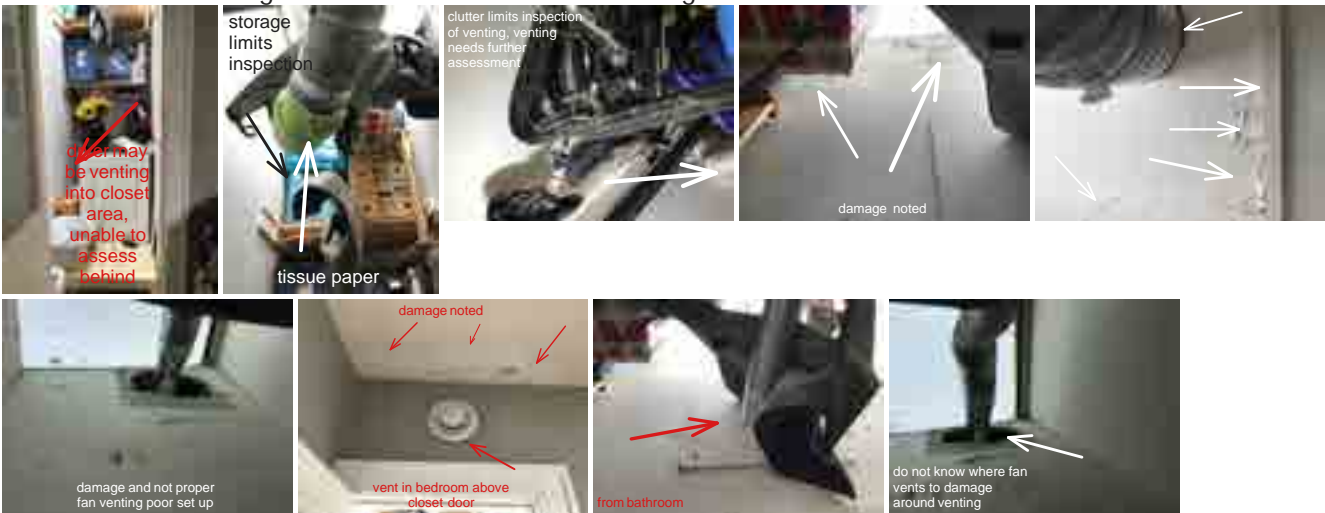 storage
limits
inspection
clutter limits inspection
of venting, venting
needs further
assessment
may
be venting
into closet
area,
unable to
assess
behind
tissue paper
damage noted
damage and not proper
fan venting poor set up
damage noted
vent in bedroom above
closet door
from bathroom
do not know where fan
vents to damage
around venting